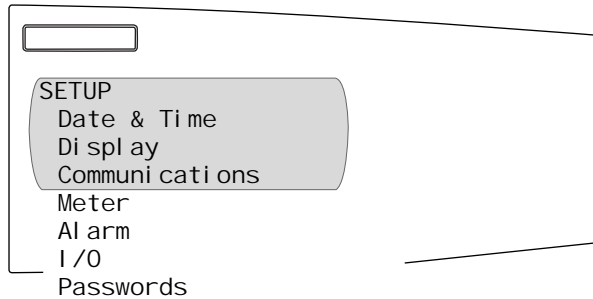 SETUP
Date & Time
Display
Communications
Meter
Alarm
I/O
Passwords